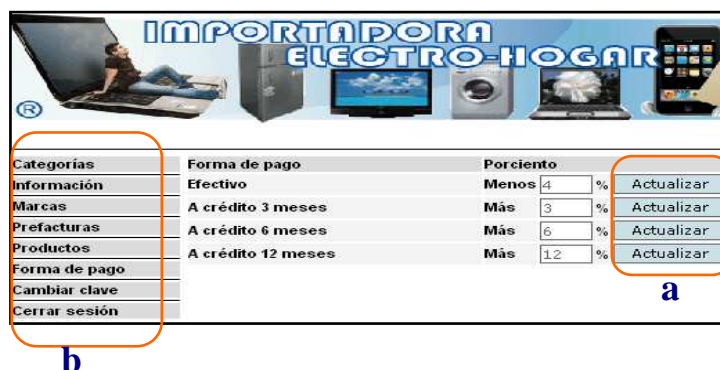 IMPORTADORA
ELECTRO-HOGAR
®
Categorías
Información
Marcas
Prefacturas
Productos
Forma de pago
Cambiar clave
Cerrar sesión
Forma de pago Porciento
Efectivo Menos 4 % Actualizar
A crédito 3 meses Más 3 % Actualizar
A crédito 6 meses Más 6 % Actualizar
A crédito 12 meses Más 12 % Actualizar
a
b